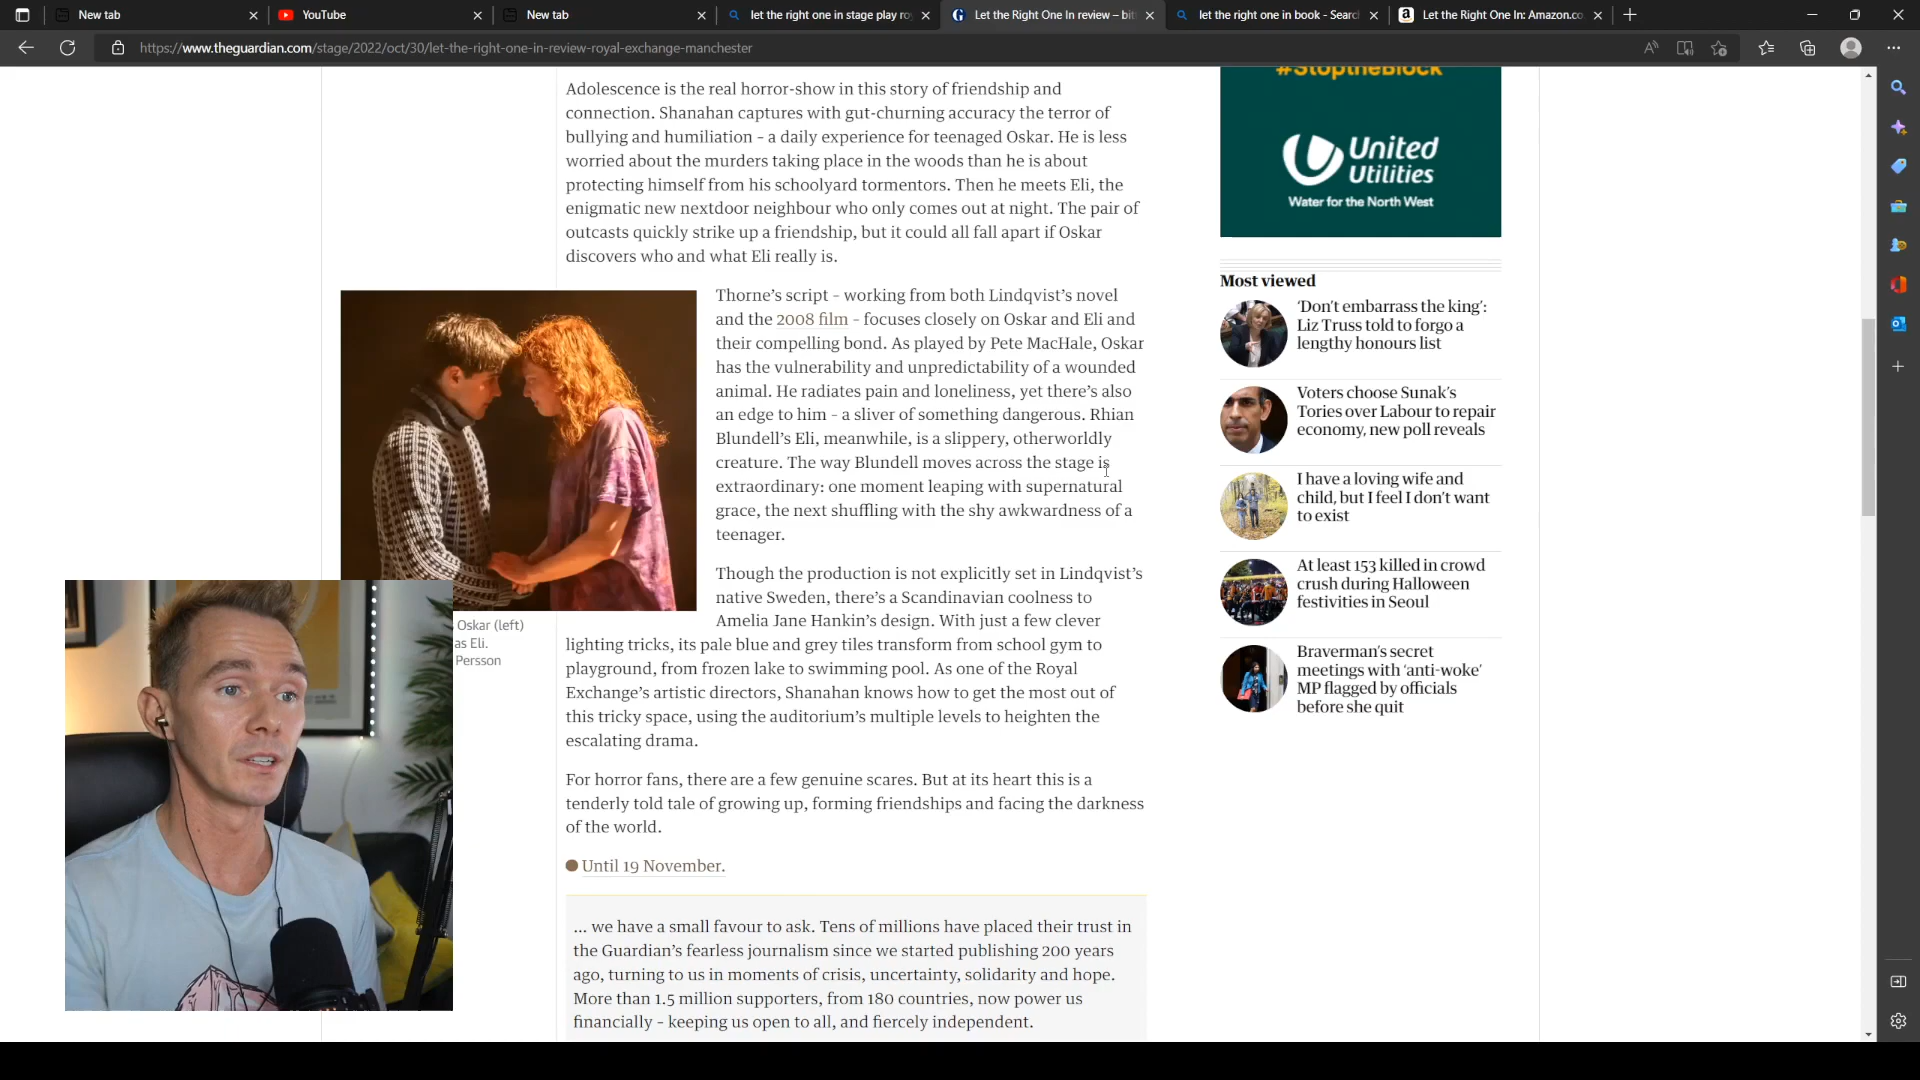 New tab
YouTube
New tab
let the right one in stage play ro
Let the Right One In review – bit
let the right one in book - Searc
Let the Right One In: Amazon.co
https://www.theguardian.com/stage/2022/oct/30/let-the-right-one-in-review-royal-exchange-manchester
Adolescence is the real horror-show in this story of friendship and
connection. Shanahan captures with gut-churning accuracy the terror of
bullying and humiliation – a daily experience for teenaged Oskar. He is less
worried about the murders taking place in the woods than he is about
protecting himself from his schoolyard tormentors. Then he meets Eli, the
enigmatic new nextdoor neighbour who only comes out at night. The pair of
outcasts quickly strike up a friendship, but it could all fall apart if Oskar
discovers who and what Eli really is.
Thorne's script – working from both Lindqvist's novel
and the 2008 film – focuses closely on Oskar and Eli and
their compelling bond. As played by Pete MacHale, Oskar
has the vulnerability and unpredictability of a wounded
animal. He radiates pain and loneliness, yet there's also
an edge to him – a sliver of something dangerous. Rhian
Blundell's Eli, meanwhile, is a slippery, otherworldly
creature. The way Blundell moves across the stage is
extraordinary: one moment leaping with supernatural
grace, the next shuffling with the shy awkwardness of a
teenager.
Oskar (left)
as Eli.
Persson
Though the production is not explicitly set in Lindqvist's
native Sweden, there's a Scandinavian coolness to
Amelia Jane Hankin's design. With just a few clever
lighting tricks, its pale blue and grey tiles transform from school gym to
playground, from frozen lake to swimming pool. As one of the Royal
Exchange's artistic directors, Shanahan knows how to get the most out of
this tricky space, using the auditorium's multiple levels to heighten the
escalating drama.
For horror fans, there are a few genuine scares. But at its heart this is a
tenderly told tale of growing up, forming friendships and facing the darkness
of the world.
Until 19 November.
... we have a small favour to ask. Tens of millions have placed their trust in
the Guardian's fearless journalism since we started publishing 200 years
ago, turning to us in moments of crisis, uncertainty, solidarity and hope.
More than 1.5 million supporters, from 180 countries, now power us
financially – keeping us open to all, and fiercely independent.
#StoptheBlock
United
Utilities
Water for the North West
Most viewed
'Don't embarrass the king':
Liz Truss told to forgo a
lengthy honours list
Voters choose Sunak's
Tories over Labour to repair
economy, new poll reveals
I have a loving wife and
child, but I feel I don't want
to exist
At least 153 killed in crowd
crush during Halloween
festivities in Seoul
Braverman's secret
meetings with 'anti-woke'
MP flagged by officials
before she quit